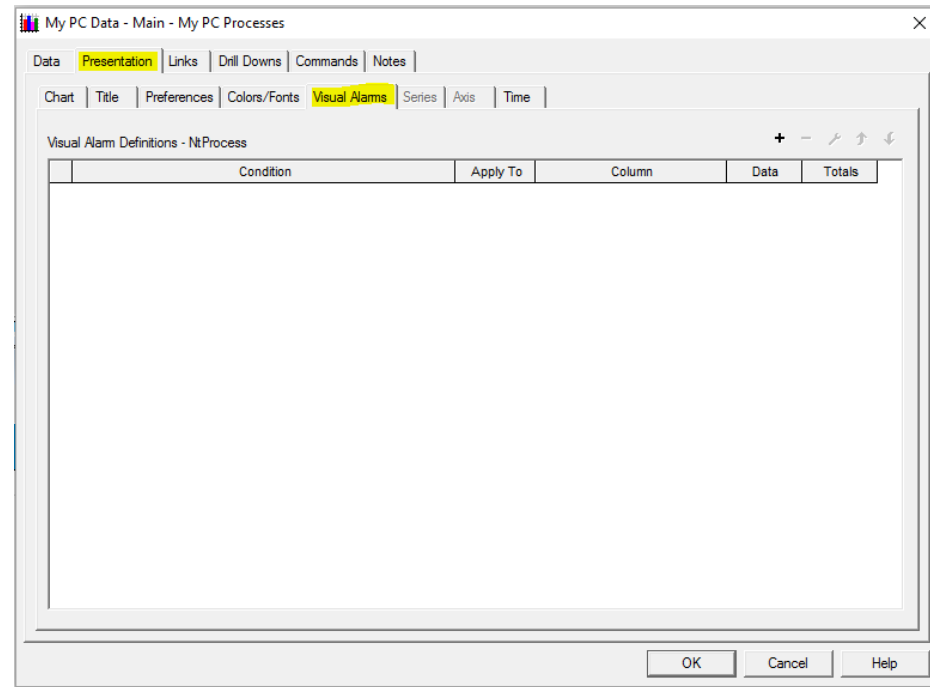 My PC Data - Main - My PC Processes
Data Presentation Links Drill Downs Commands Notes
Chart Title Preferences Colors/Fonts Visual Alarms Series Axis Time
Visual Alarm Definitions - NtProcess
Condition Apply To Column Data Totals
OK Cancel Help